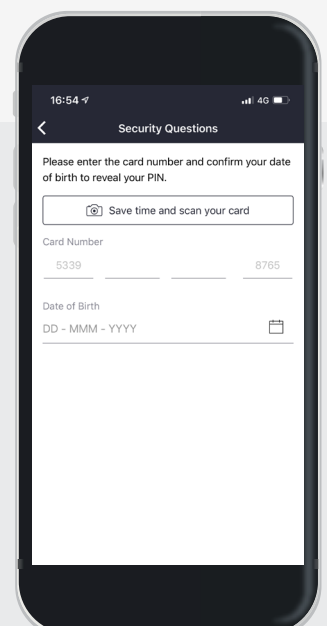 16:54 4G
Security Questions
Please enter the card number and confirm your date
of birth to reveal your PIN.
Save time and scan your card
Card Number
5339 8765
Date of Birth
DD - MMM - YYYY